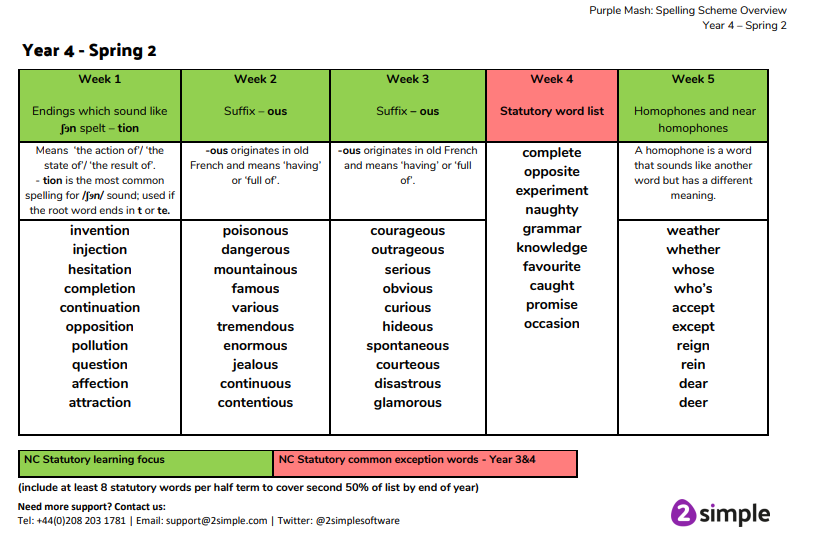 Purple Mash: Spelling Scheme Overview
Year 4 – Spring 2
Year 4 - Spring 2
Week 1
Endings which sound like
ʃən spelt – tion
Week 2
Suffix – ous
Week 3
Suffix – ous
Week 4
Statutory word list
Week 5
Homophones and near
homophones
Means 'the action of'/ 'the
state of'/ 'the result of'.
- tion is the most common
spelling for /ʃən/ sound; used if
the root word ends in t or te.
-ous originates in old
French and means 'having'
or 'full of'.
-ous originates in old French
and means 'having' or 'full
of'.
A homophone is a word
that sounds like another
word but has a different
meaning.
invention
injection
hesitation
completion
continuation
opposition
pollution
question
affection
attraction
poisonous
dangerous
mountainous
famous
various
tremendous
enormous
jealous
continuous
contentious
courageous
outrageous
serious
obvious
curious
hideous
spontaneous
courteous
disastrous
glamorous
complete
opposite
experiment
naughty
grammar
knowledge
favourite
caught
promise
occasion
weather
whether
whose
who's
accept
except
reign
rein
dear
deer
NC Statutory learning focus
NC Statutory common exception words - Year 3&4
(include at least 8 statutory words per half term to cover second 50% of list by end of year)
Need more support? Contact us:
Tel: +44(0)208 203 1781 | Email: support@2simple.com | Twitter: @2simplesoftware
2 simple